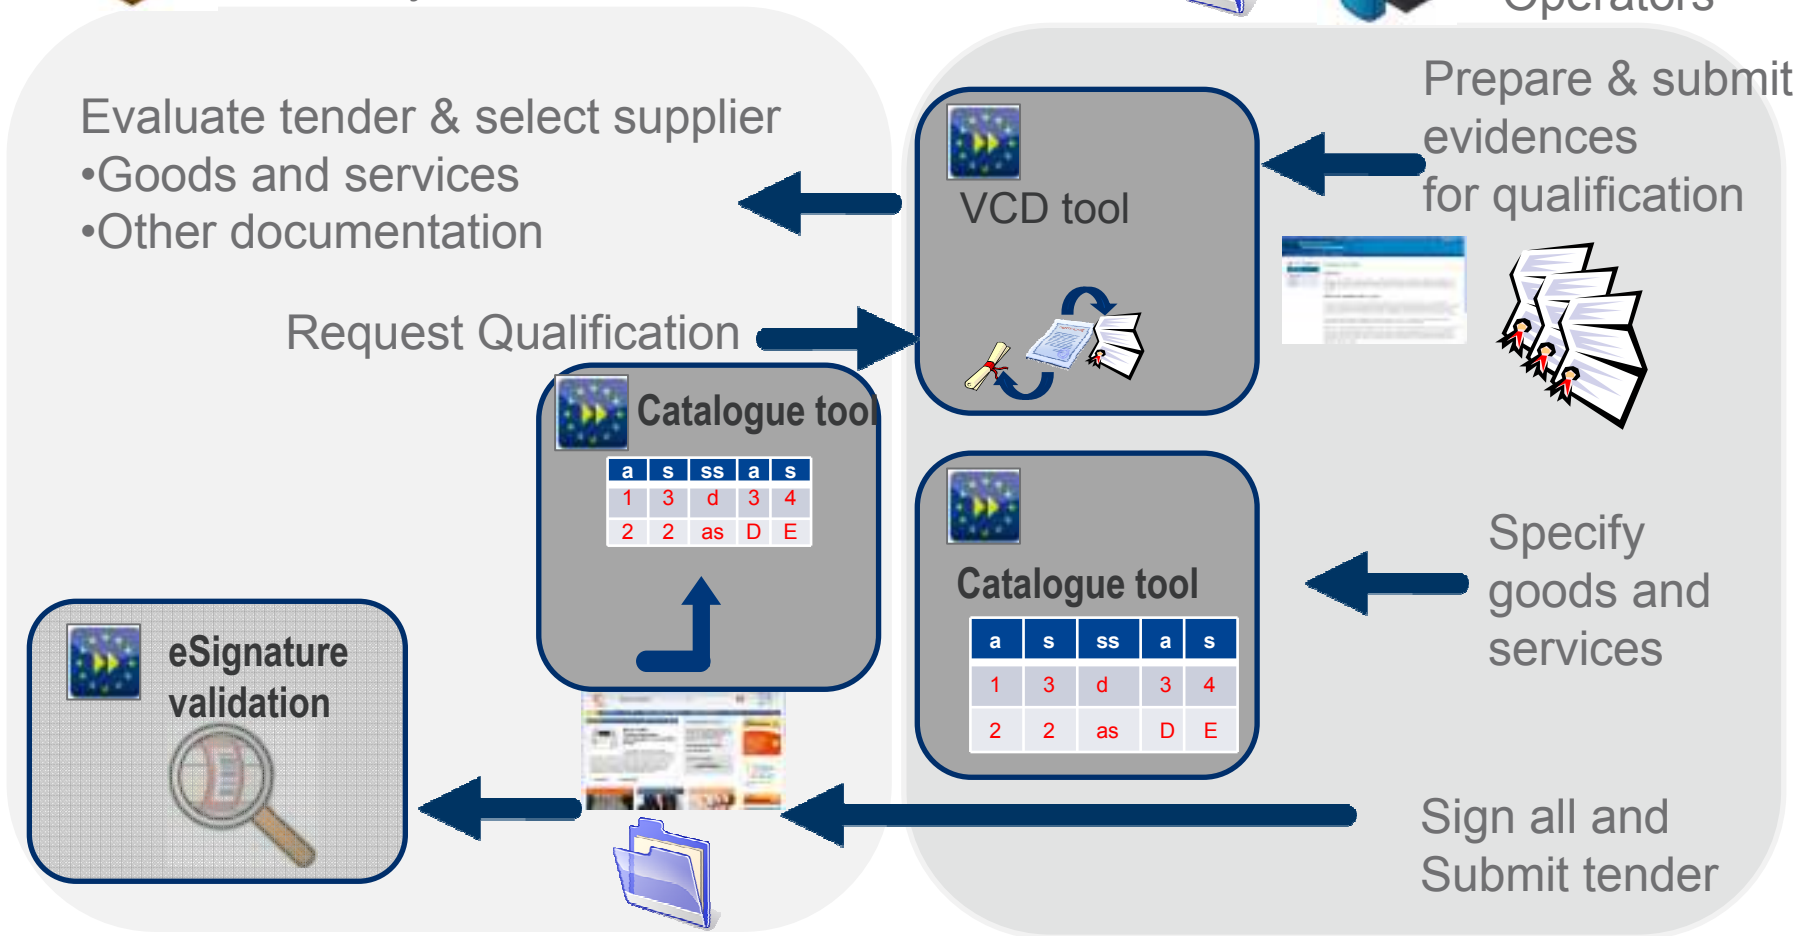 Operators
Evaluate tender & select supplier
•Goods and services
•Other documentation
Request Qualification
VCD tool
Prepare & submit
evidences
for qualification
Catalogue tool
a s ss a s
1 3 d 3 4
2 2 as D E
Catalogue tool
a s ss a s
1 3 d 3 4
2 2 as D E
Specify
goods and
services
eSignature
validation
Sign all and
Submit tender